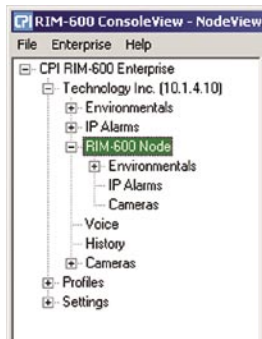 CPI RIM-600 ConsoleView - NodeView
File Enterprise Help
CPI RIM-600 Enterprise
Technology Inc. (10.1.4.10)
Environmentals
IP Alarms
RIM-600 Node
Environmentals
IP Alarms
Cameras
Voice
History
Cameras
Profiles
Settings